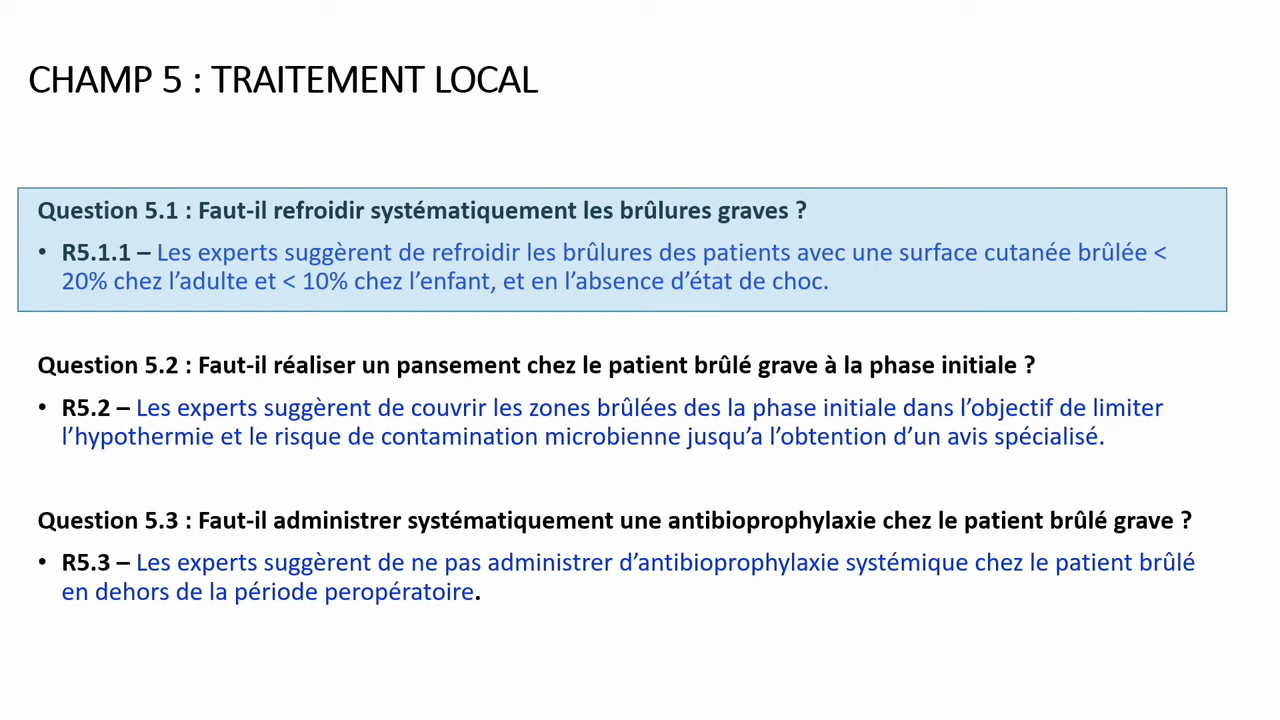 CHAMP 5 : TRAITEMENT LOCAL
Question 5.1 : Faut-il refroidir systématiquement les brûlures graves ?
• R5.1.1 – Les experts suggèrent de refroidir les brûlures des patients avec une surface cutanée brûlée <
20% chez l’adulte et < 10% chez l’enfant, et en l’absence d’état de choc.
Question 5.2 : Faut-il réaliser un pansement chez le patient brûlé grave à la phase initiale ?
• R5.2 – Les experts suggèrent de couvrir les zones brûlées des la phase initiale dans l’objectif de limiter
l’hypothermie et le risque de contamination microbienne jusqu’a l’obtention d’un avis spécialisé.
Question 5.3 : Faut-il administrer systématiquement une antibioprophylaxie chez le patient brûlé grave ?
• R5.3 – Les experts suggèrent de ne pas administrer d’antibioprophylaxie systémique chez le patient brûlé
en dehors de la période peropératoire.